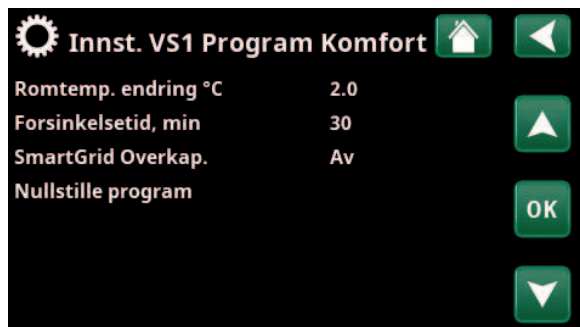 Innst. VS1 Program Komfort
Romtemp. endring °C 2.0
Forsinkelsetid, min 30
SmartGrid Overkap. Av
Nullstille program
OK